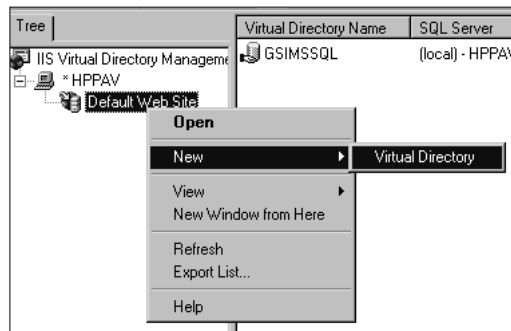 Tree
Virtual Directory Name
SQL Server
IIS Virtual Directory Manageme
GSIMSSQL
(local) - HPPAV
* HPPAV
Default Web Site
Open
New
Virtual Directory
View
New Window from Here
Refresh
Export List...
Help